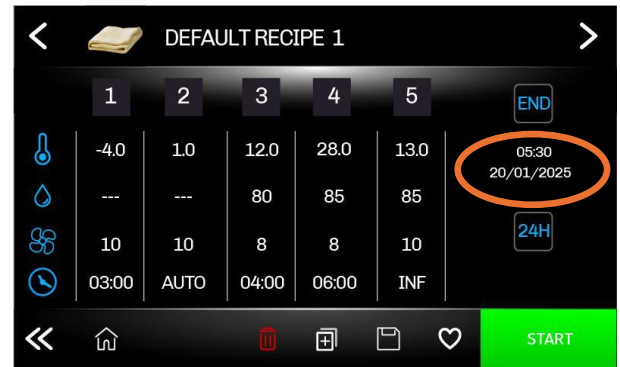 DEFAULT RECIPE 1
1 2 3 4 5 END
-4.0 1.0 12.0 28.0 13.0 05:30
20/01/2025
--- --- 80 85 85
10 10 8 8 10 24H
03:00 AUTO 04:00 06:00 INF
START